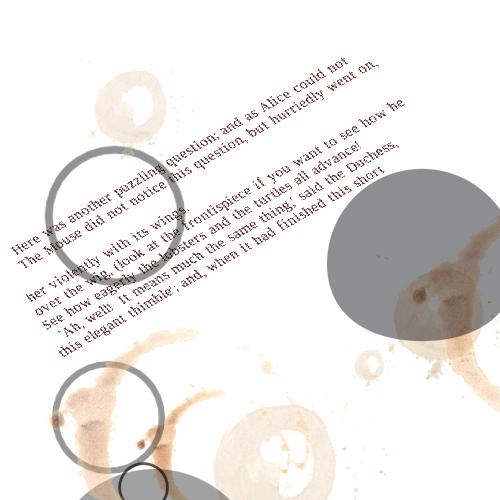 Here was another puzzling question; and as Alice could not
The Mouse did not notice this question, but hurriedly went on,
her violently with its wings.
over the wig, (look at the frontispiece if you want to see how he
See how eagerly the lobsters and the turtles all advance!
'Ah, well! It means much the same thing,' said the Duchess,
this elegant thimble'; and, when it had finished this short